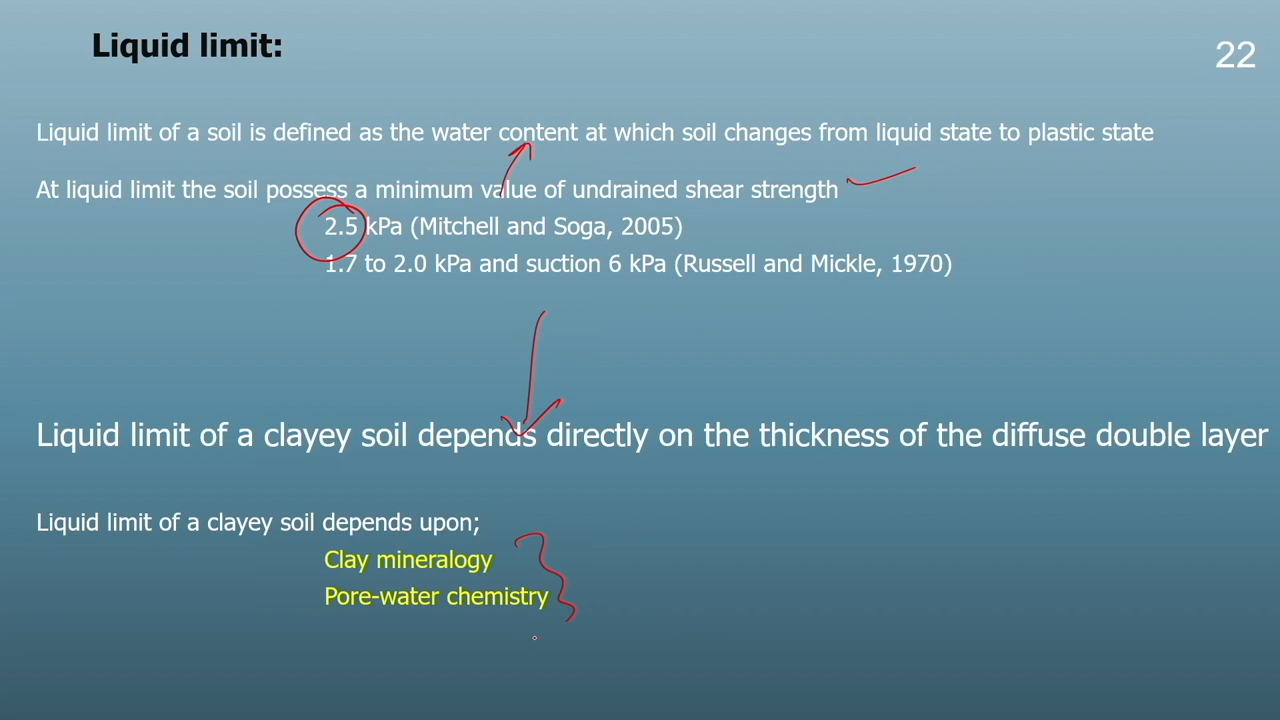 Liquid limit:
22
Liquid limit of a soil is defined as the water content at which soil changes from liquid state to plastic state
At liquid limit the soil possess a minimum value of undrained shear strength
2.5 kPa (Mitchell and Soga, 2005)
1.7 to 2.0 kPa and suction 6 kPa (Russell and Mickle, 1970)
Liquid limit of a clayey soil depends directly on the thickness of the diffuse double layer
Liquid limit of a clayey soil depends upon;
Clay mineralogy
Pore-water chemistry